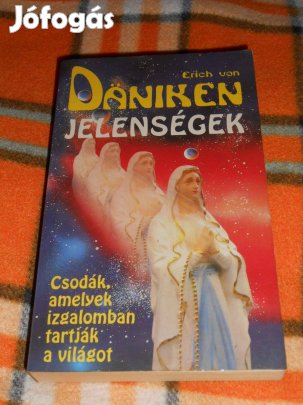 Jófogás
Erich von
DÄNIKEN
JELENSÉGEK
Csodák,
amelyek
izgalomban
tartják
a világot